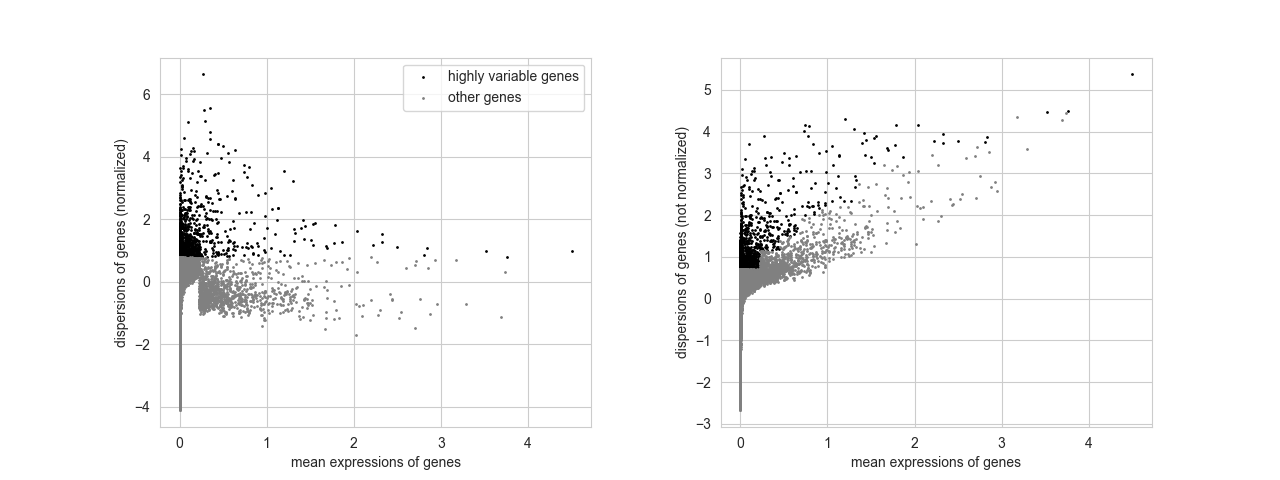 dispersions of genes (normalized)
6
4
2
0
−2
−4
highly variable genes
other genes
0 1 2 3 4
mean expressions of genes
dispersions of genes (not normalized)
5
4
3
2
1
0
−1
−2
−3
0 1 2 3 4
mean expressions of genes